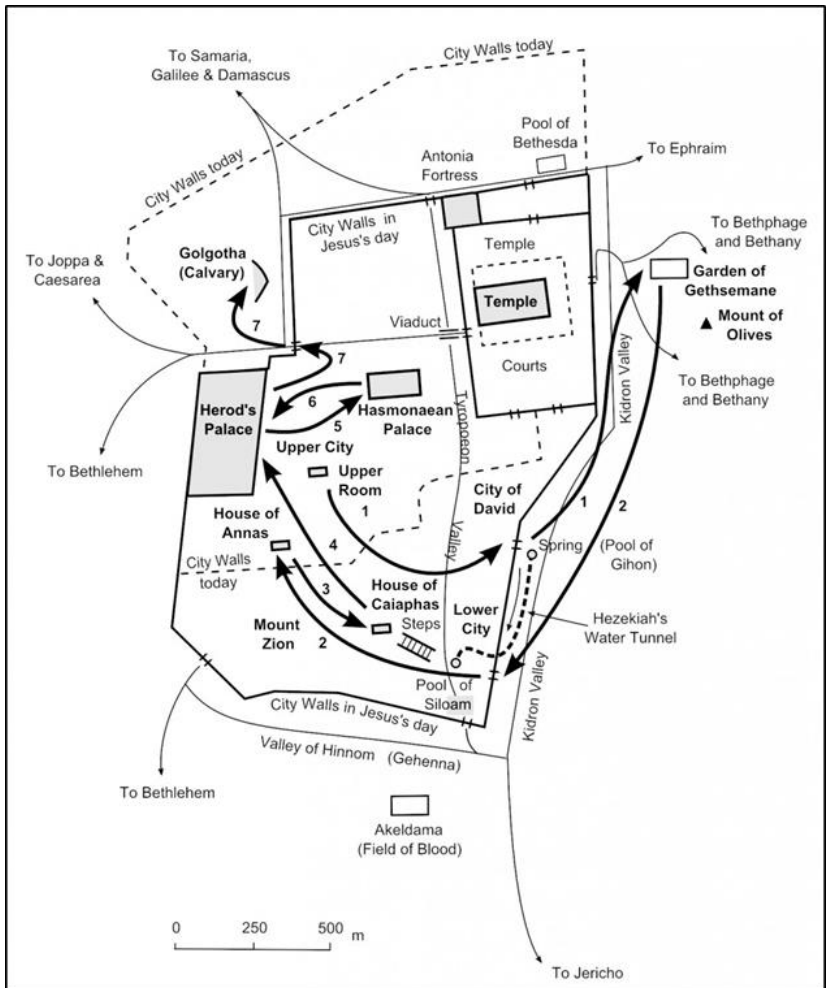 City Walls today
To Samaria,
Galilee & Damascus
Pool of
Bethesda
To Ephraim
Antonia
Fortress
City Walls today
City Walls in
Jesus's day
Temple
To Bethphage
and Bethany
Golgotha
(Calvary)
To Joppa &
Caesarea
Garden of
Gethsemane
Temple
Mount of
Olives
Viaduct
7
7
Courts
Kidron Valley
To Bethphage
and Bethany
Herod's
Palace
6
5
Hasmonaean
Palace
Tyropoeon
Upper City
To Bethlehem
Upper
Room
City of
David
1
1
2
House of
Annas
4
Valley
Spring
(Pool of
Gihon)
City Walls
today
3
House of
Caiaphas
Lower
City
Hezekiah's
Water Tunnel
Mount
Zion
2
Steps
Pool of
Siloam
Kidron Valley
City Walls in Jesus's day
Valley of Hinnom (Gehenna)
To Bethlehem
Akeldama
(Field of Blood)
0 250 500 m
To Jericho